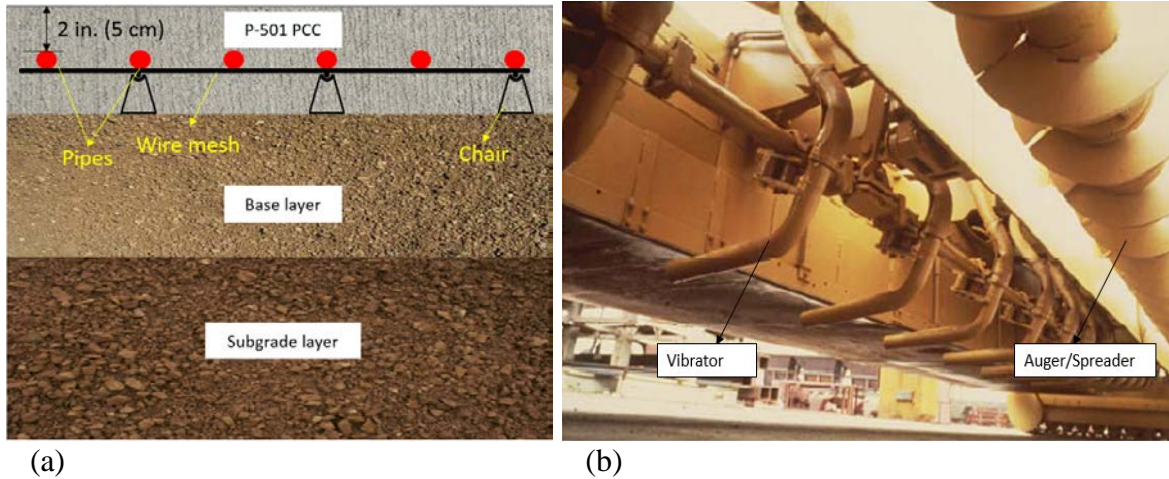 2 in. (5 cm)
P-501 PCC
Pipes
Wire mesh
Chair
Base layer
Subgrade layer
Vibrator
Auger/Spreader
(a)
(b)